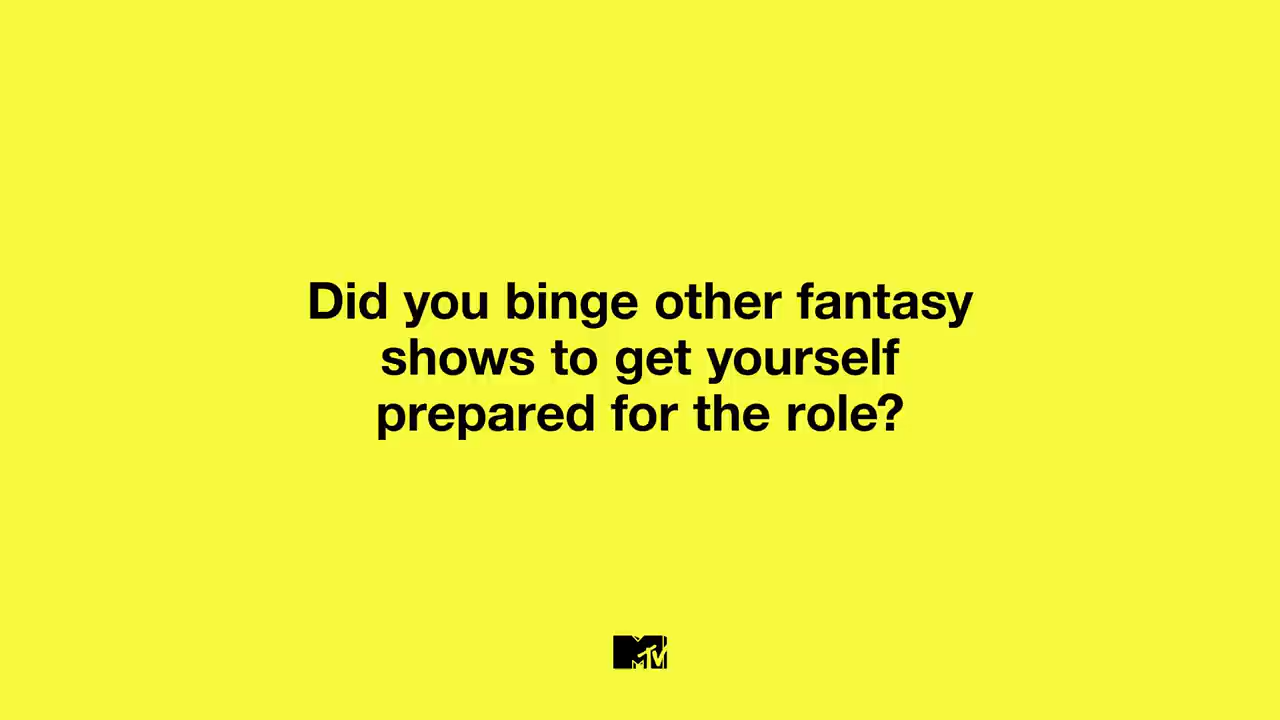 Did you binge other fantasy
shows to get yourself
prepared for the role?
MTV